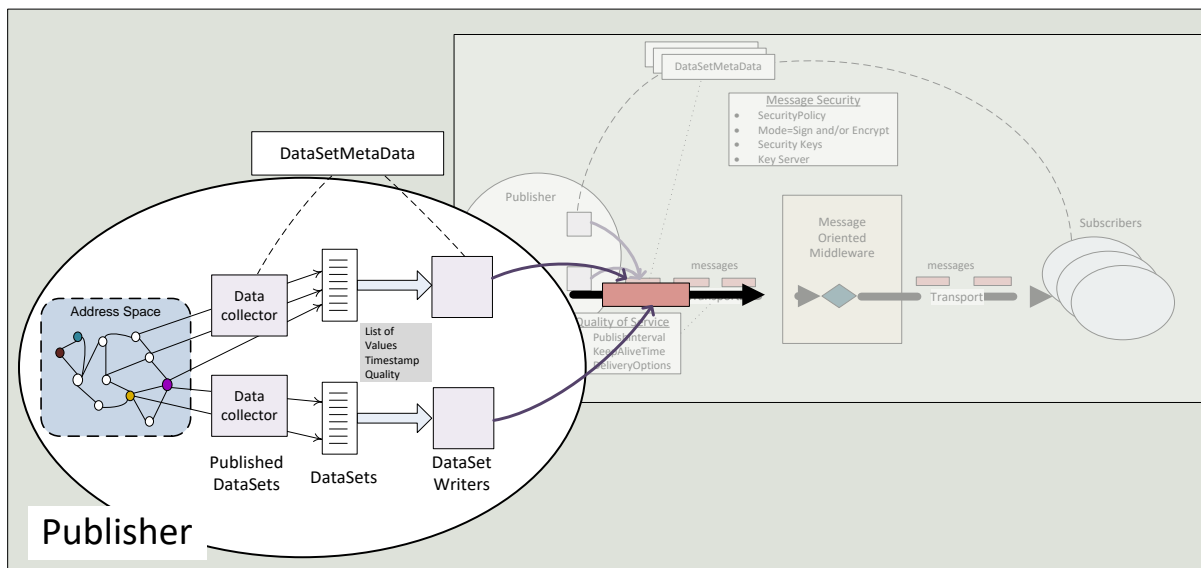 DataSetMetaData
Message Security
• SecurityPolicy
• Mode=Sign and/or Encrypt
• Security Keys
• Key Server
DataSetMetaData
Publisher
Message
Oriented
Middleware
Subscribers
messages
messages
Transport
Address Space
Data
collector
List of
Values
Timestamp
Quality
Quality of Service
PublishInterval
KeepAliveTime
DeliveryOptions
Data
collector
Published
DataSets
DataSets
DataSet
Writers
Publisher